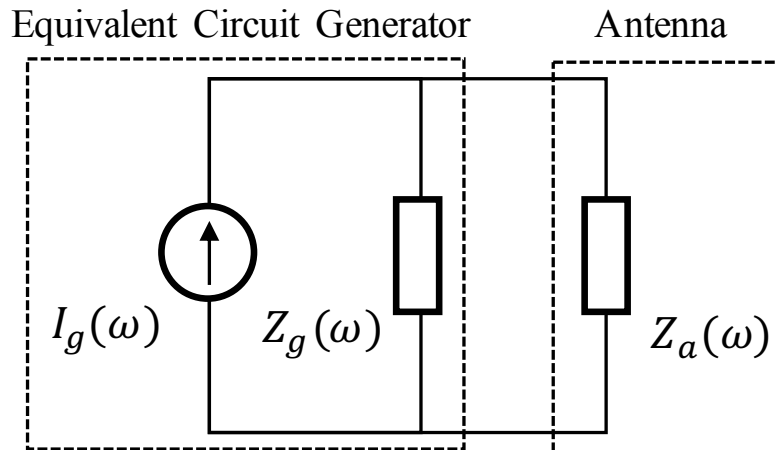 Equivalent Circuit Generator Antenna
I_g(ω) Z_g(ω) Z_a(ω)